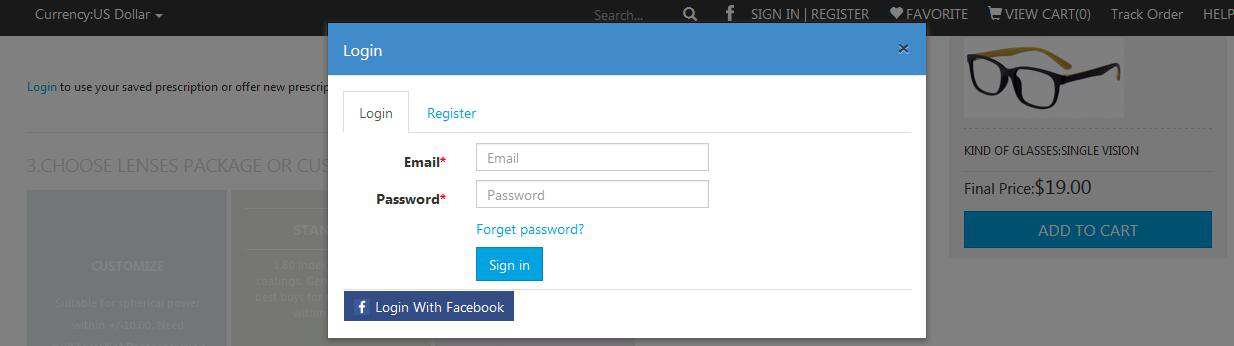 Currency:US Dollar
Search...
SIGN IN | REGISTER
FAVORITE
VIEW CART(0)
Track Order
HELP
Login
×
Login to use your saved prescription or offer new prescrip
Login
Register
Email*
Email
Password*
Password
Forget password?
Sign in
f Login With Facebook
3.CHOOSE LENSES PACKAGE OR CUS
CUSTOMIZE
Suitable for spherical power
within +/-10.00. Need
STAN
1.60 inde
coatings. Ge
best buys for
within
KIND OF GLASSES:SINGLE VISION
Final Price:$19.00
ADD TO CART